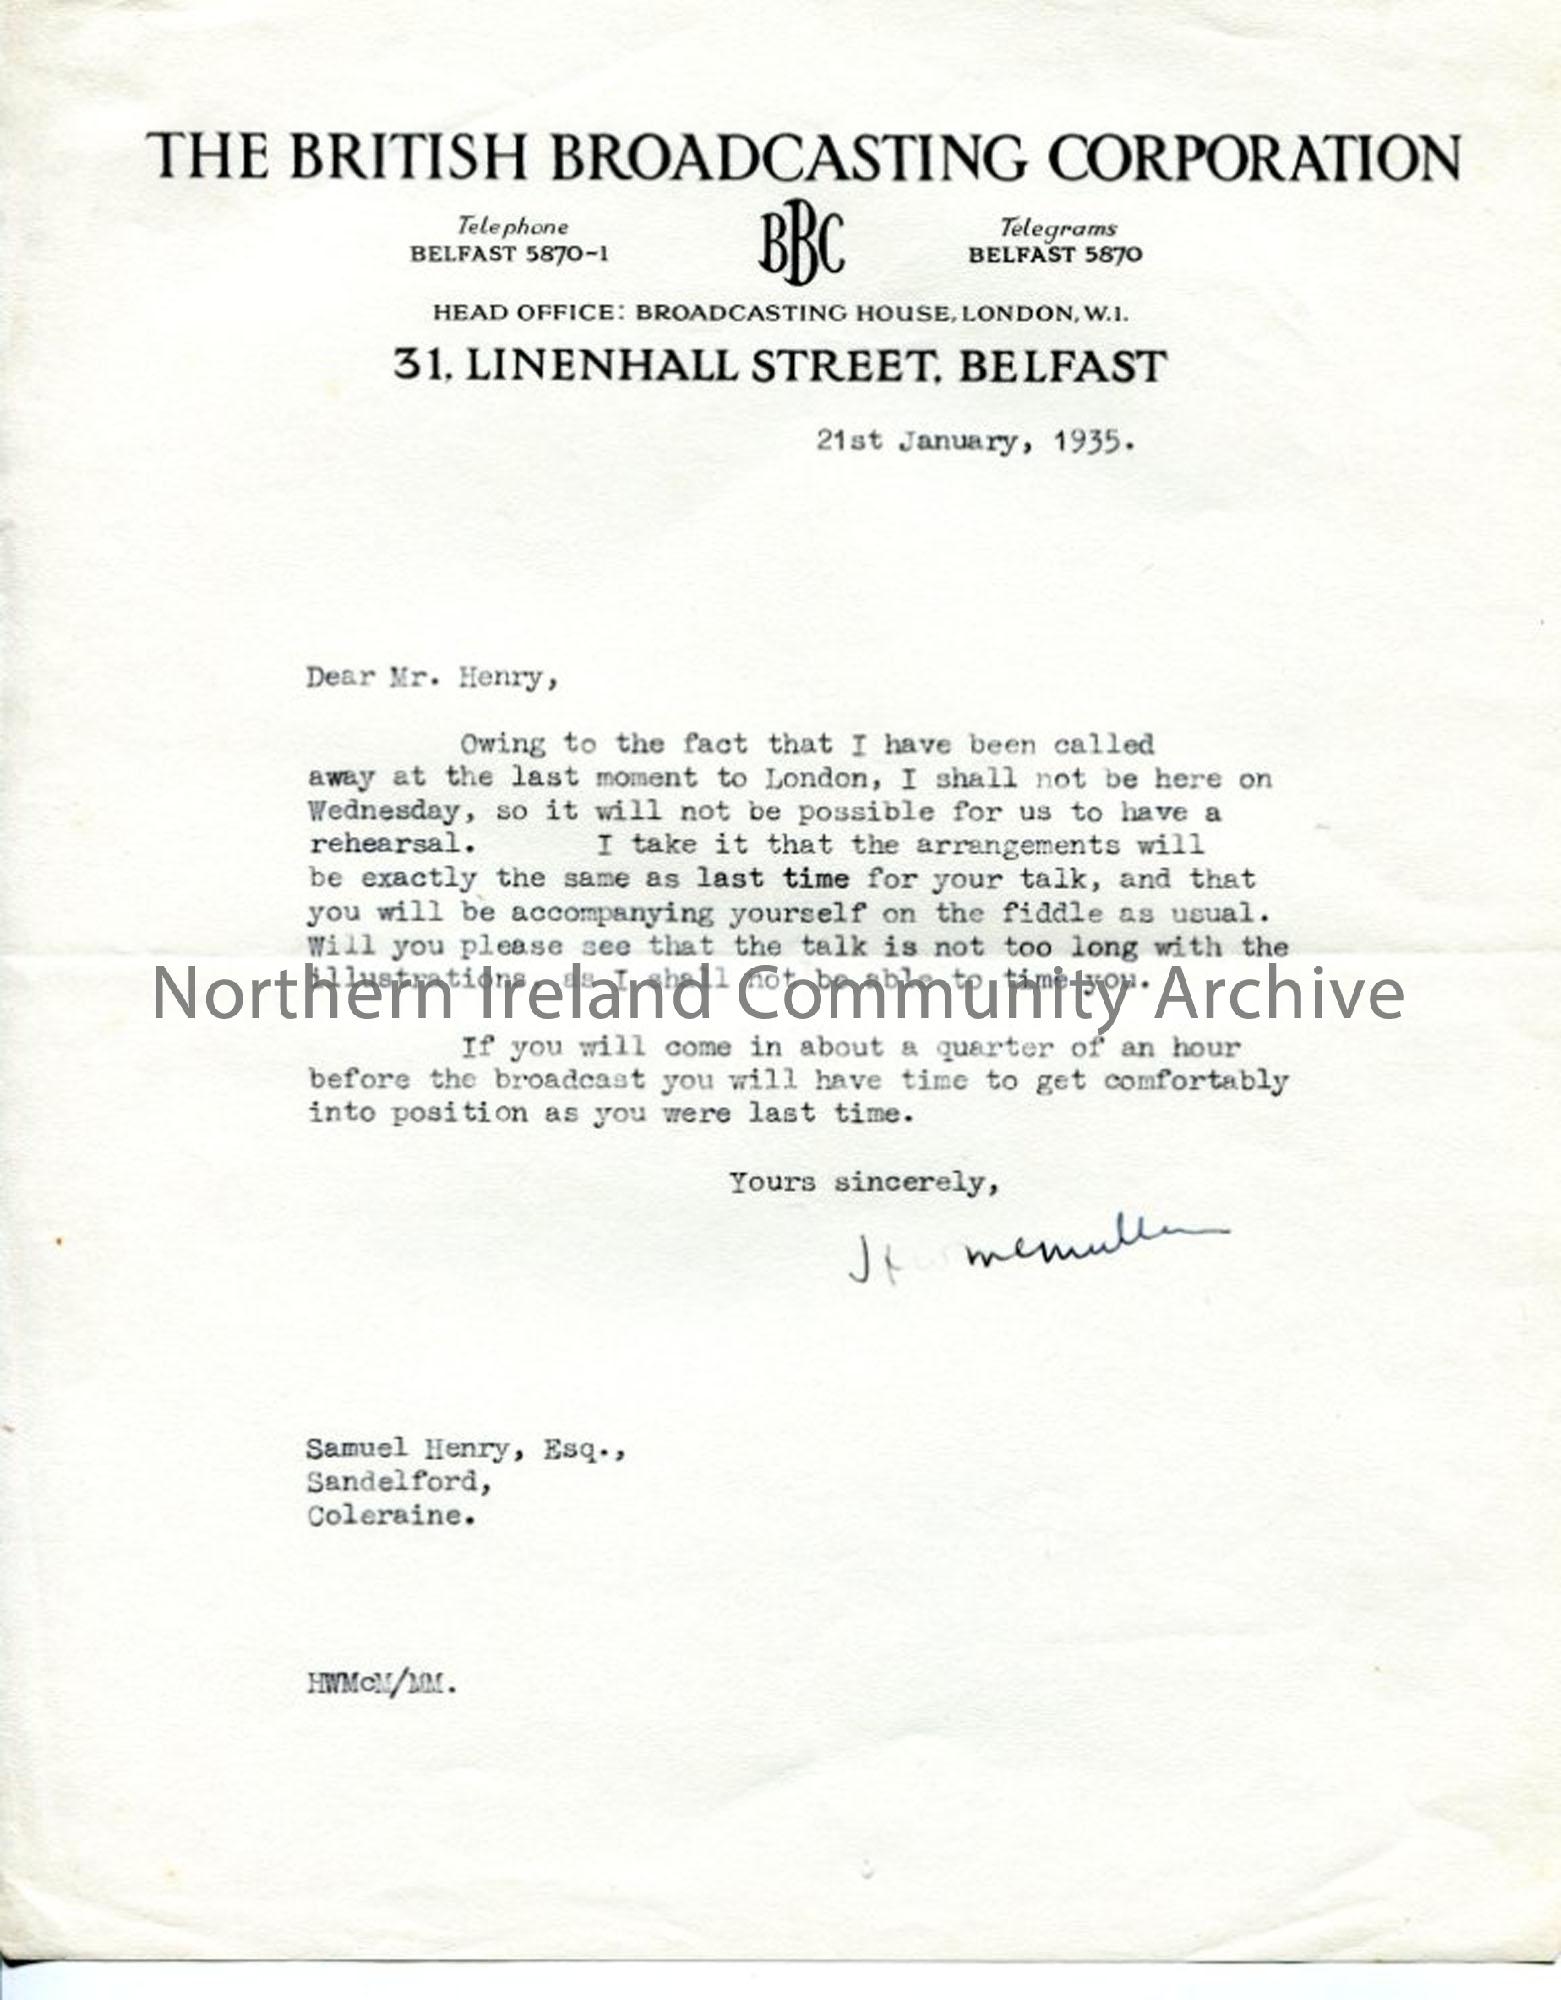 THE BRITISH BROADCASTING CORPORATION
Telephone
BELFAST 5870-1
BBC
Telegrams
BELFAST 5870
HEAD OFFICE: BROADCASTING HOUSE, LONDON, W.1.
31, LINENHALL STREET, BELFAST
21st January, 1935.
Dear Mr. Henry,
Owing to the fact that I have been called
away at the last moment to London, I shall not be here on
Wednesday, so it will not be possible for us to have a
rehearsal. I take it that the arrangements will
be exactly the same as last time for your talk, and that
you will be accompanying yourself on the fiddle as usual.
Will you please see that the talk is not too long with the
illustrations, as I shall not be able to time you.
Northern Ireland Community Archive
If you will come in about a quarter of an hour
before the broadcast you will have time to get comfortably
into position as you were last time.
Yours sincerely,
McMullan
Samuel Henry, Esq.,
Sandelford,
Coleraine.
HWMcM/MM.